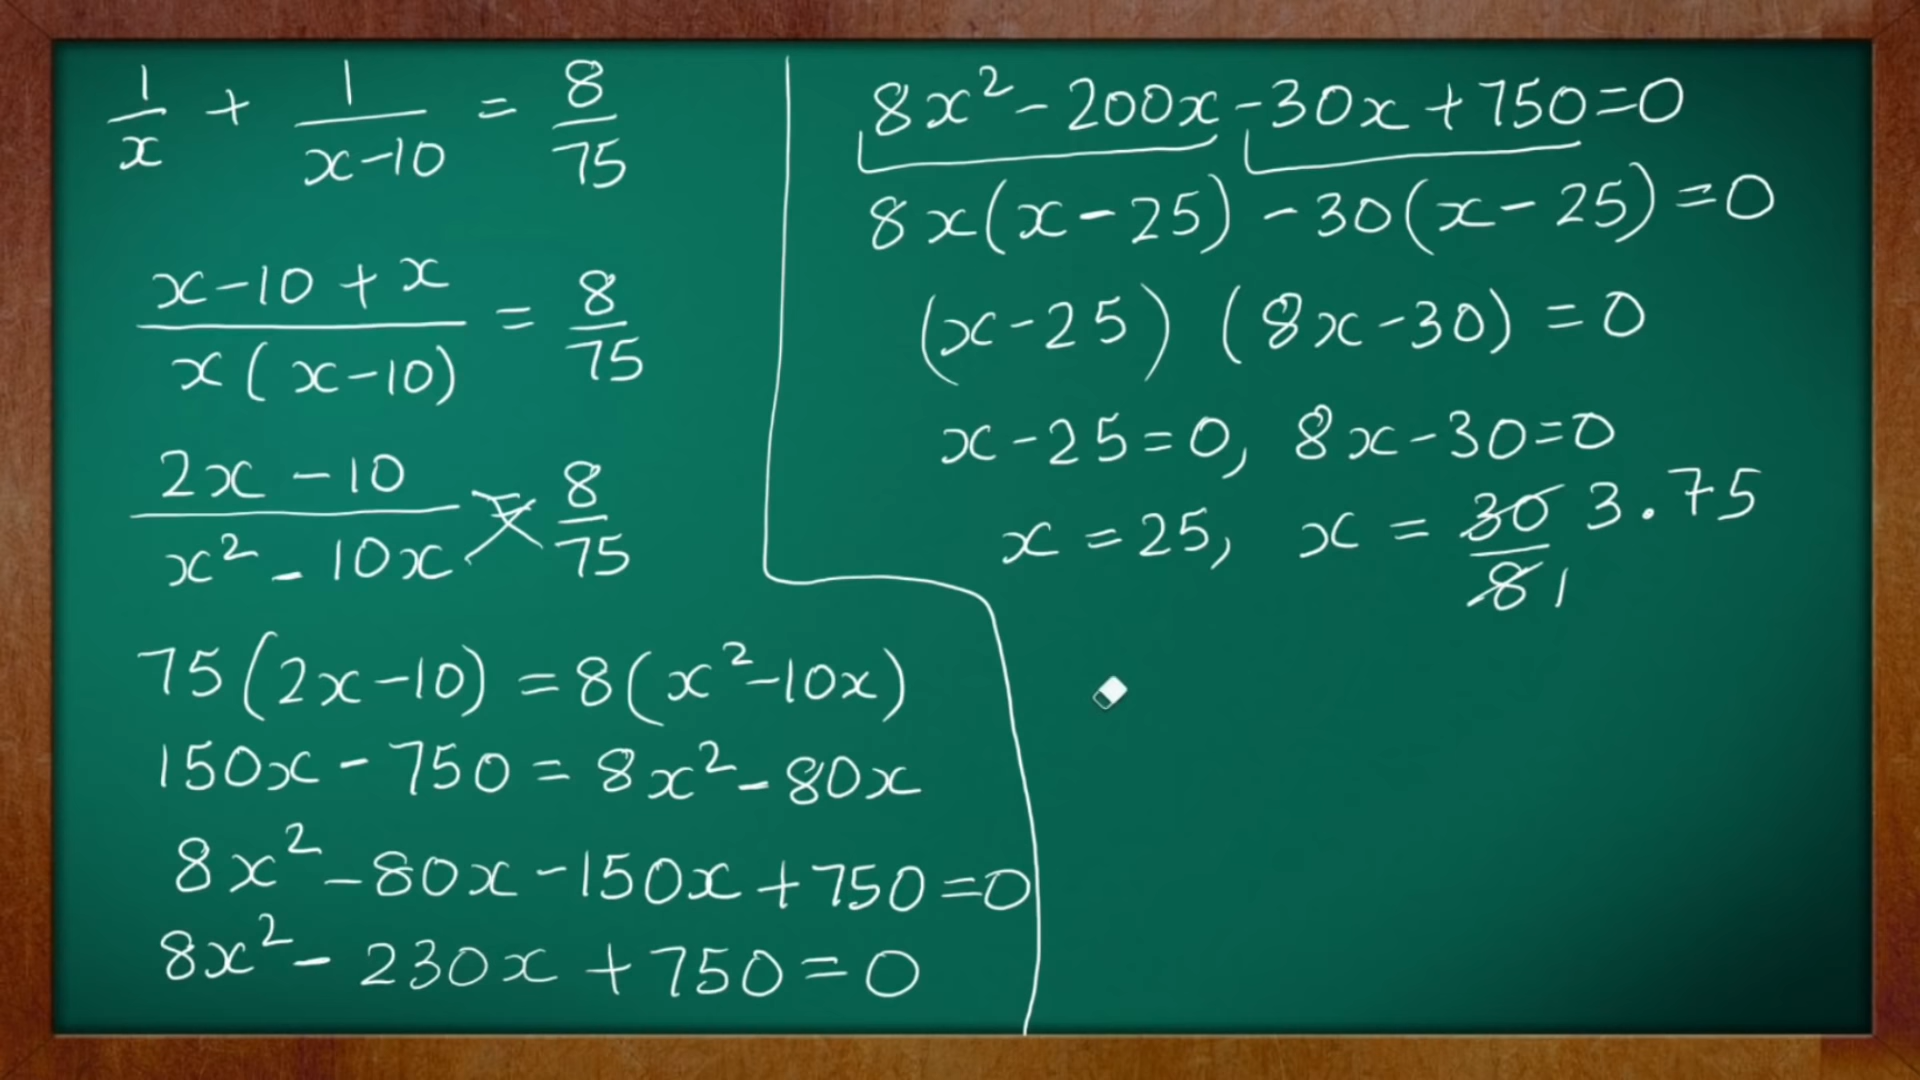 1/x + 1/(x-10) = 8/75
(x-10+x)/(x(x-10)) = 8/75
(2x-10)/(x²-10x) = 8/75
75(2x-10) = 8(x²-10x)
150x - 750 = 8x² - 80x
8x² - 80x - 150x + 750 = 0
8x² - 230x + 750 = 0
8x² - 200x - 30x + 750 = 0
8x(x-25) - 30(x-25) = 0
(x-25) (8x-30) = 0
x-25=0, 8x-30=0
x = 25, x = 30/8 3.75/1